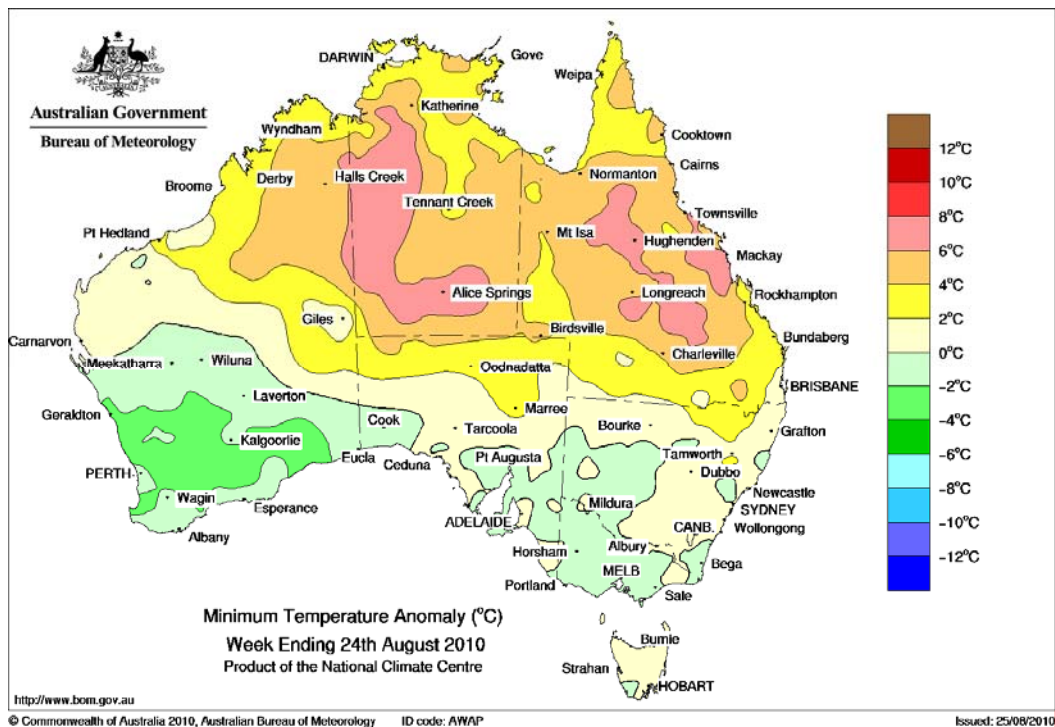 Australian Government
Bureau of Meteorology
DARWIN
Gove
Weipa
Katherine
Wyndham
Cooktown
Cairns
Halls Creek
Normanton
Derby
Broome
Tennant Creek
Townsville
Mt Isa
Pt Hedland
Hughenden
Mackay
Alice Springs
Longreach
Rockhampton
Giles
Birdsville
Bundaberg
Carnarvon
Charleville
Meekatharra
Wiluna
Oodnadatta
BRISBANE
Laverton
Marree
Geraldton
Cook
Tarcoola
Bourke
Grafton
Kalgoorlie
Eucla
Ceduna
Pt Augusta
Tamworth
Dubbo
PERTH
Wagin
Esperance
Mildura
Newcastle
SYDNEY
ADELAIDE
CANB.
Wollongong
Albany
Horsham
Albury
Bega
MELB
Portland
Sale
Burnie
Strahan
HOBART
12°C
10°C
8°C
6°C
4°C
2°C
0°C
-2°C
-4°C
-6°C
-8°C
-10°C
-12°C
Minimum Temperature Anomaly (°C)
Week Ending 24th August 2010
Product of the National Climate Centre
http://www.bom.gov.au
© Commonwealth of Australia 2010, Australian Bureau of Meteorology ID code: AWAP Issued: 25/08/2010